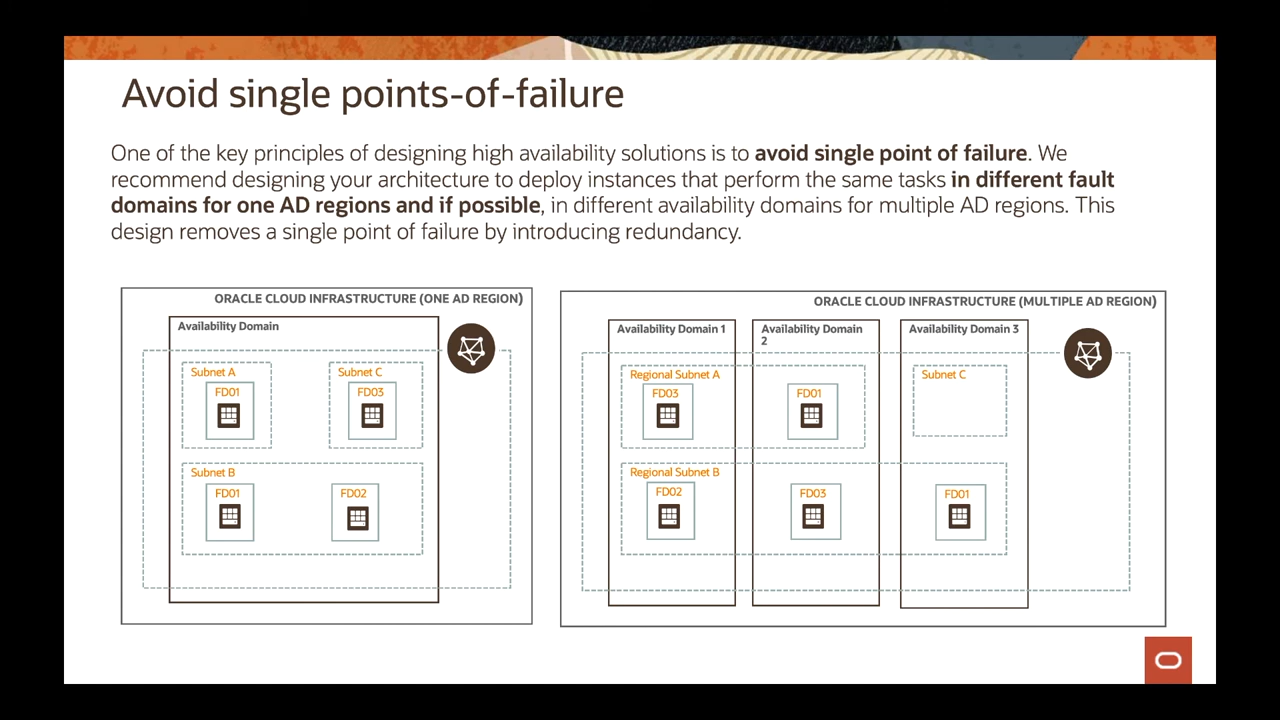 Avoid single points-of-failure
One of the key principles of designing high availability solutions is to avoid single point of failure. We
recommend designing your architecture to deploy instances that perform the same tasks in different fault
domains for one AD regions and if possible, in different availability domains for multiple AD regions. This
design removes a single point of failure by introducing redundancy.
ORACLE CLOUD INFRASTRUCTURE (ONE AD REGION)
Availability Domain
Subnet A
FD01
Subnet C
FD03
Subnet B
FD01
FD02
ORACLE CLOUD INFRASTRUCTURE (MULTIPLE AD REGION)
Availability Domain 1
Availability Domain
2
Availability Domain 3
Regional Subnet A
FD03
FD01
Subnet C
Regional Subnet B
FD02
FD03
FD01